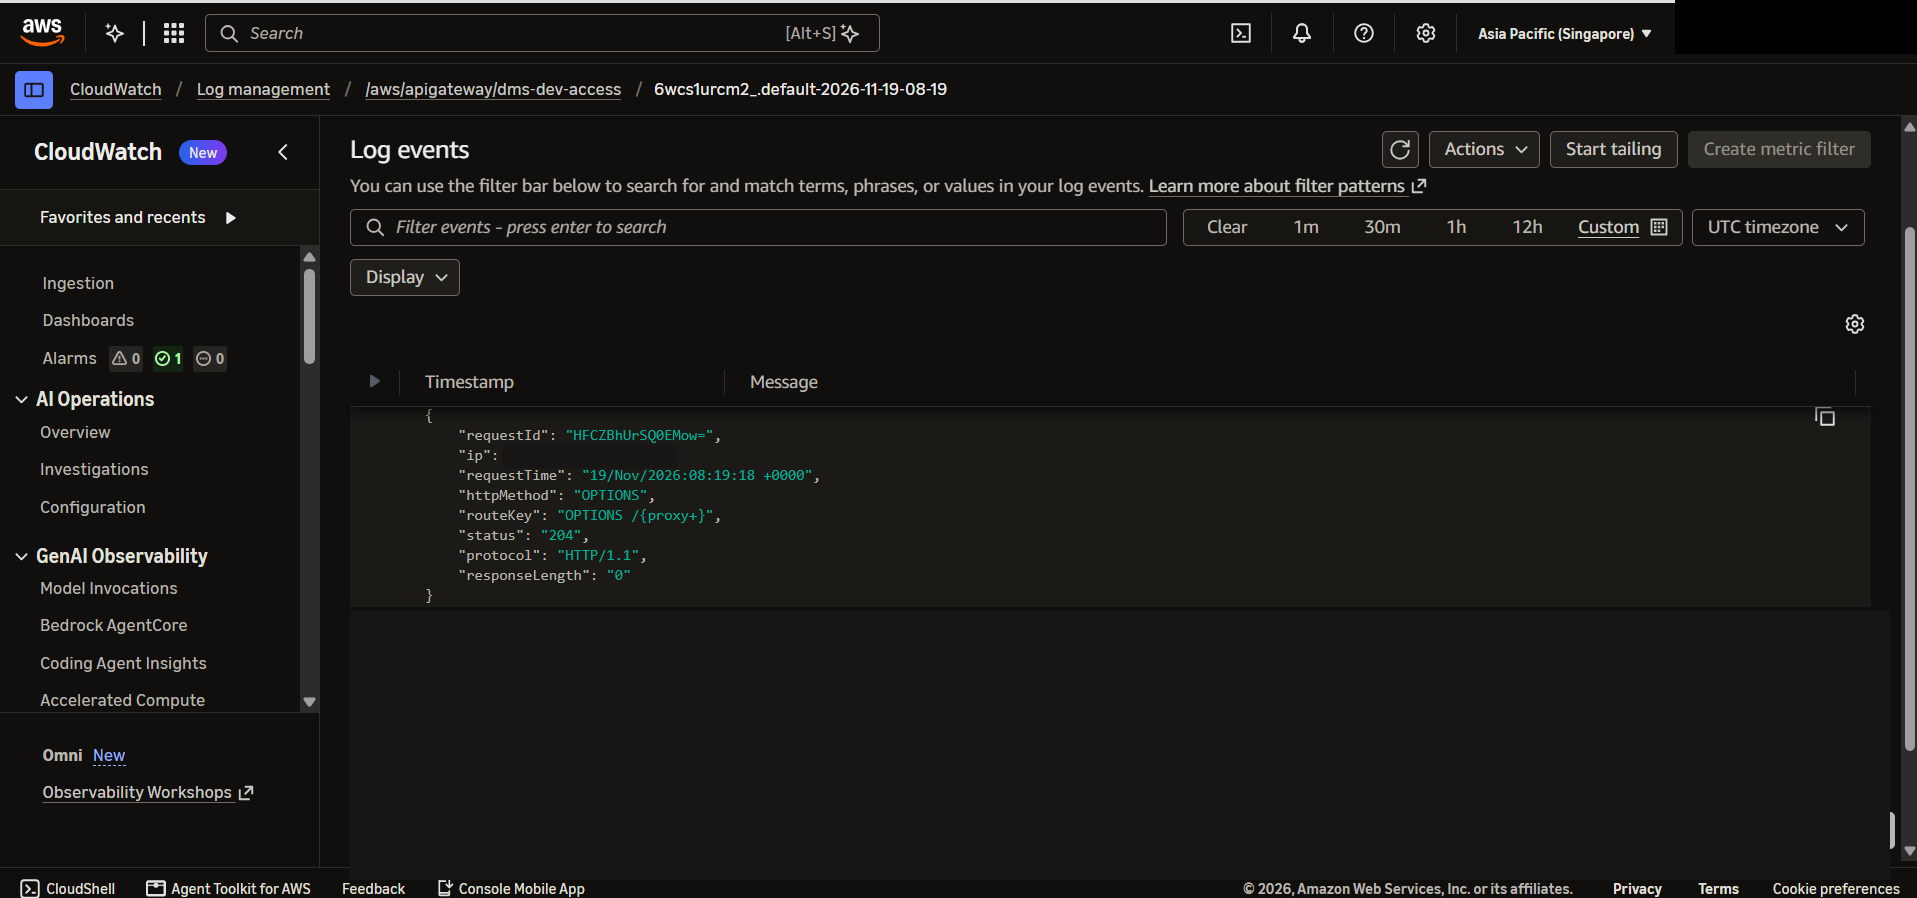 aws
Search [Alt+S]
Asia Pacific (Singapore)
CloudWatch / Log management / /aws/apigateway/dms-dev-access / 6wcs1urcm2_.default-2026-11-19-08-19
CloudWatch New
Favorites and recents
Ingestion
Dashboards
Alarms 0 1 0
AI Operations
Overview
Investigations
Configuration
GenAI Observability
Model Invocations
Bedrock AgentCore
Coding Agent Insights
Accelerated Compute
Omni New
Observability Workshops
Log events
Actions
Start tailing
Create metric filter
You can use the filter bar below to search for and match terms, phrases, or values in your log events. Learn more about filter patterns
Filter events - press enter to search
Clear 1m 30m 1h 12h Custom
UTC timezone
Display
Timestamp Message
{
"requestId": "HFCZBhUrSQ0EMow=",
"ip":
"requestTime": "19/Nov/2026:08:19:18 +0000",
"httpMethod": "OPTIONS",
"routeKey": "OPTIONS /{proxy+}",
"status": "204",
"protocol": "HTTP/1.1",
"responseLength": "0"
}
CloudShell Agent Toolkit for AWS Feedback Console Mobile App © 2026, Amazon Web Services, Inc. or its affiliates. Privacy Terms Cookie preferences